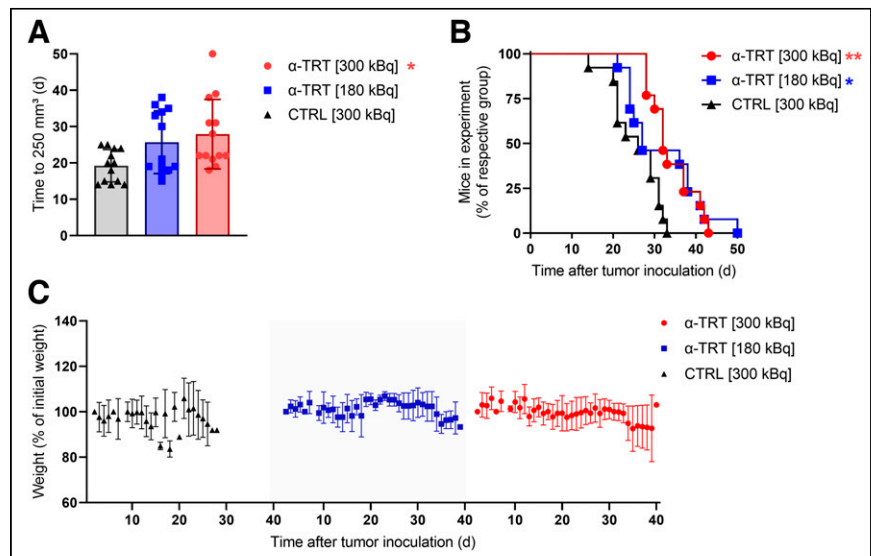 A
Time to 250 mm³ (d)
50
40
30
20
10
0
α-TRT [300 kBq] *
α-TRT [180 kBq]
CTRL [300 kBq]
B
Mice in experiment
(% of respective group)
100
75
50
25
0
0 10 20 30 40 50
Time after tumor inoculation (d)
α-TRT [300 kBq] **
α-TRT [180 kBq] *
CTRL [300 kBq]
C
Weight (% of initial weight)
140
120
100
80
60
10 20 30 40 10 20 30 40 10 20 30 40
Time after tumor inoculation (d)
Time after tumor inoculation (d)
α-TRT [300 kBq]
α-TRT [180 kBq]
CTRL [300 kBq]